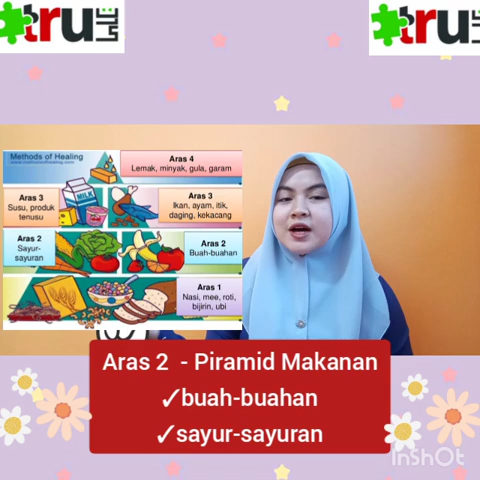 tru
tru
Methods of Healing
Aras 4
Lemak, minyak, gula, garam
Aras 3
Susu, produk
tenusu
MILK
Aras 3
Ikan, ayam, itik,
daging, kekacang
Aras 2
Sayur-
sayuran
Aras 2
Buah-buahan
Aras 1
Nasi, mee, roti,
bijirin, ubi
Aras 2 - Piramid Makanan
✓buah-buahan
✓sayur-sayuran
InShOt